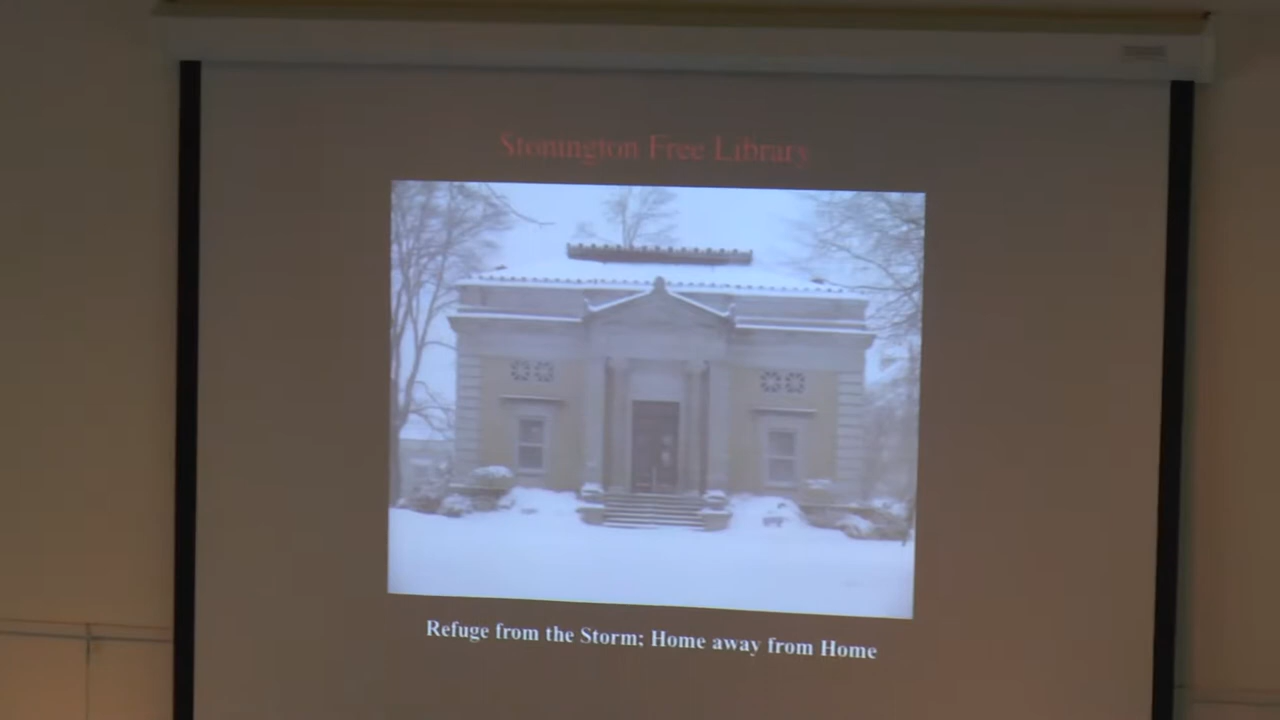 Stonington Free Library
Refuge from the Storm; Home away from Home